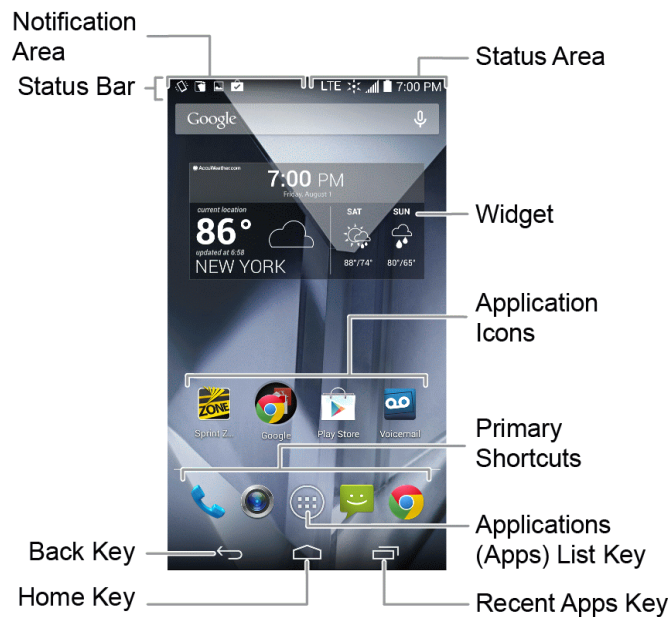 Notification
Area
Status Area
Status Bar
LTE 7:00 PM
Google
AccuWeather.com
7:00 PM
Friday, August 1
current location
86°
updated at 6:58
NEW YORK
SAT
SUN
88°/74°
80°/65°
Widget
Application
Icons
ZONE
Sprint Z..
Google
Play Store
Voicemail
Primary
Shortcuts
Applications
(Apps) List Key
Back Key
Home Key
Recent Apps Key